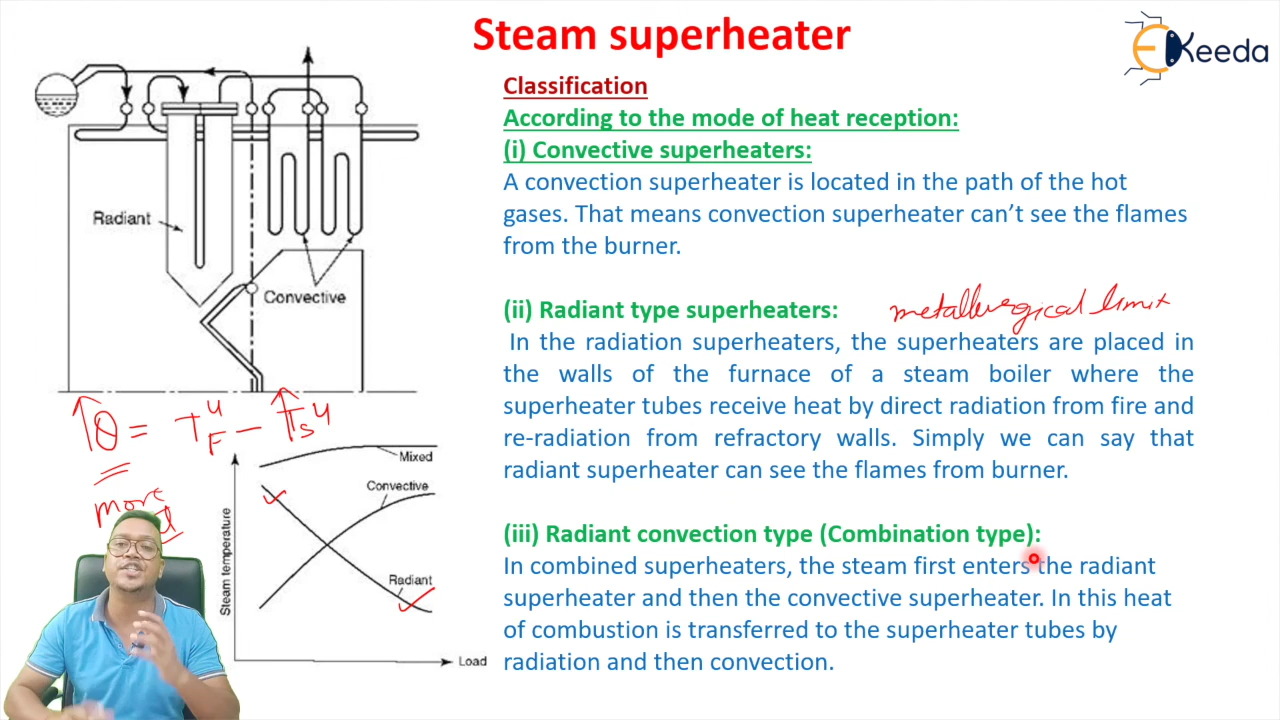 Steam superheater
EKeeda
Classification
According to the mode of heat reception:
(i) Convective superheaters:
A convection superheater is located in the path of the hot
gases. That means convection superheater can't see the flames
from the burner.
(ii) Radiant type superheaters:
metallurgical limit
In the radiation superheaters, the superheaters are placed in
the walls of the furnace of a steam boiler where the
superheater tubes receive heat by direct radiation from fire and
re-radiation from refractory walls. Simply we can say that
radiant superheater can see the flames from burner.
(iii) Radiant convection type (Combination type):
In combined superheaters, the steam first enters the radiant
superheater and then the convective superheater. In this heat
of combustion is transferred to the superheater tubes by
radiation and then convection.
Radiant
Convective
↑Q = T_F^4 - ↑T_S^4
more
Mixed
Convective
Radiant
Steam temperature
Load